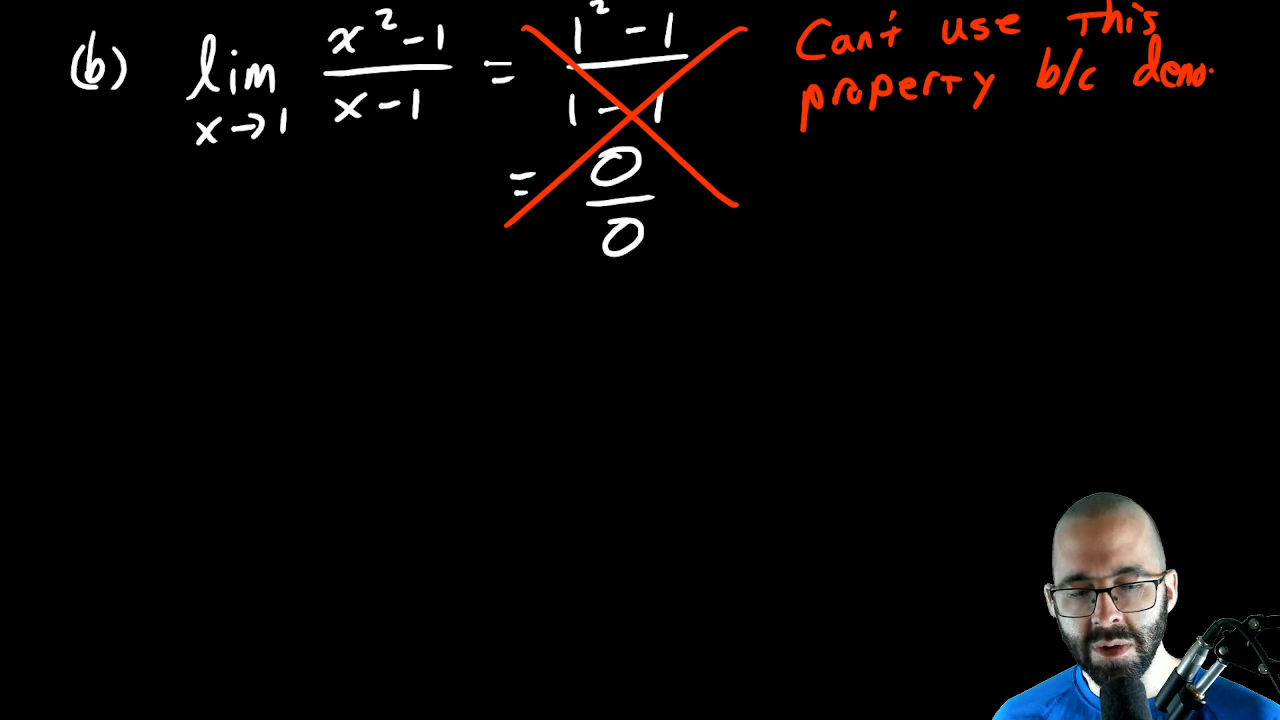 (b) lim x→1 x²-1 / x-1 = 1²-1 / 1-1
= 0/0
Can't use This
property b/c deno.